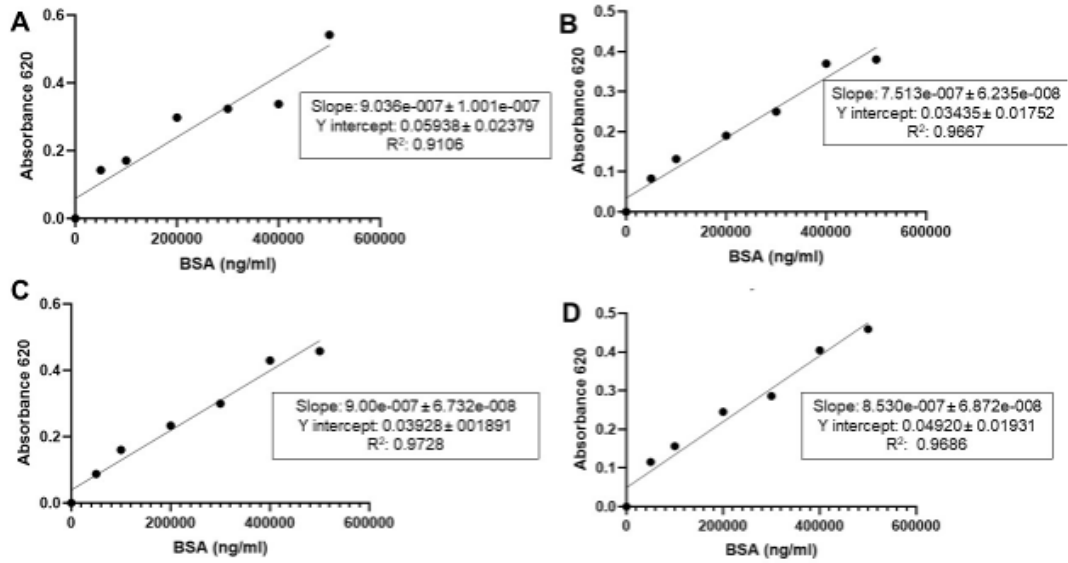 A
Absorbance 620
0.6
0.4
0.2
0.0
0
200000
400000
600000
BSA (ng/ml)
Slope: 9.036e-007± 1.001e-007
Y intercept: 0.05938± 0.02379
R²: 0.9106
B
Absorbance 620
0.5
0.4
0.3
0.2
0.1
0.0
0
200000
400000
600000
BSA (ng/ml)
Slope: 7.513e-007± 6.235e-008
Y intercept: 0.03435± 0.01752
R²: 0.9667
C
Absorbance 620
0.6
0.4
0.2
0.0
0
200000
400000
600000
BSA (ng/ml)
Slope: 9.00e-007± 6.732e-008
Y intercept: 0.03928± 001891
R²: 0.9728
D
Absorbance 620
0.5
0.4
0.3
0.2
0.1
0.0
0
200000
400000
600000
BSA (ng/ml)
Slope: 8.530e-007± 6.872e-008
Y intercept: 0.04920± 0.01931
R²: 0.9686